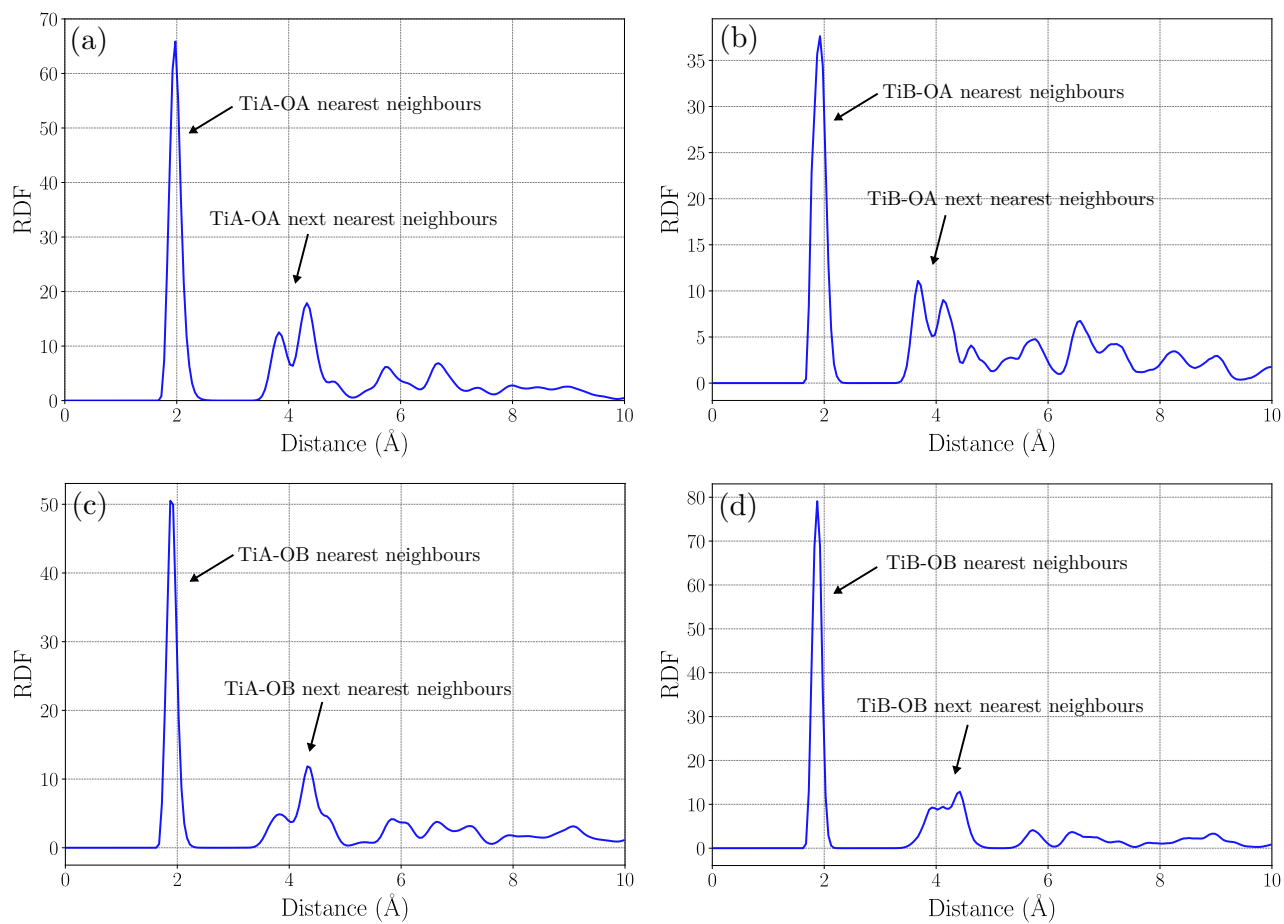 (a)
70
60
50
40
30
20
10
0
RDF
TiA-OA nearest neighbours
TiA-OA next nearest neighbours
0 2 4 6 8 10
Distance (Å)
(b)
35
30
25
20
15
10
5
0
RDF
TiB-OA nearest neighbours
TiB-OA next nearest neighbours
0 2 4 6 8 10
Distance (Å)
(c)
50
40
30
20
10
0
RDF
TiA-OB nearest neighbours
TiA-OB next nearest neighbours
0 2 4 6 8 10
Distance (Å)
(d)
80
70
60
50
40
30
20
10
0
RDF
TiB-OB nearest neighbours
TiB-OB next nearest neighbours
0 2 4 6 8 10
Distance (Å)